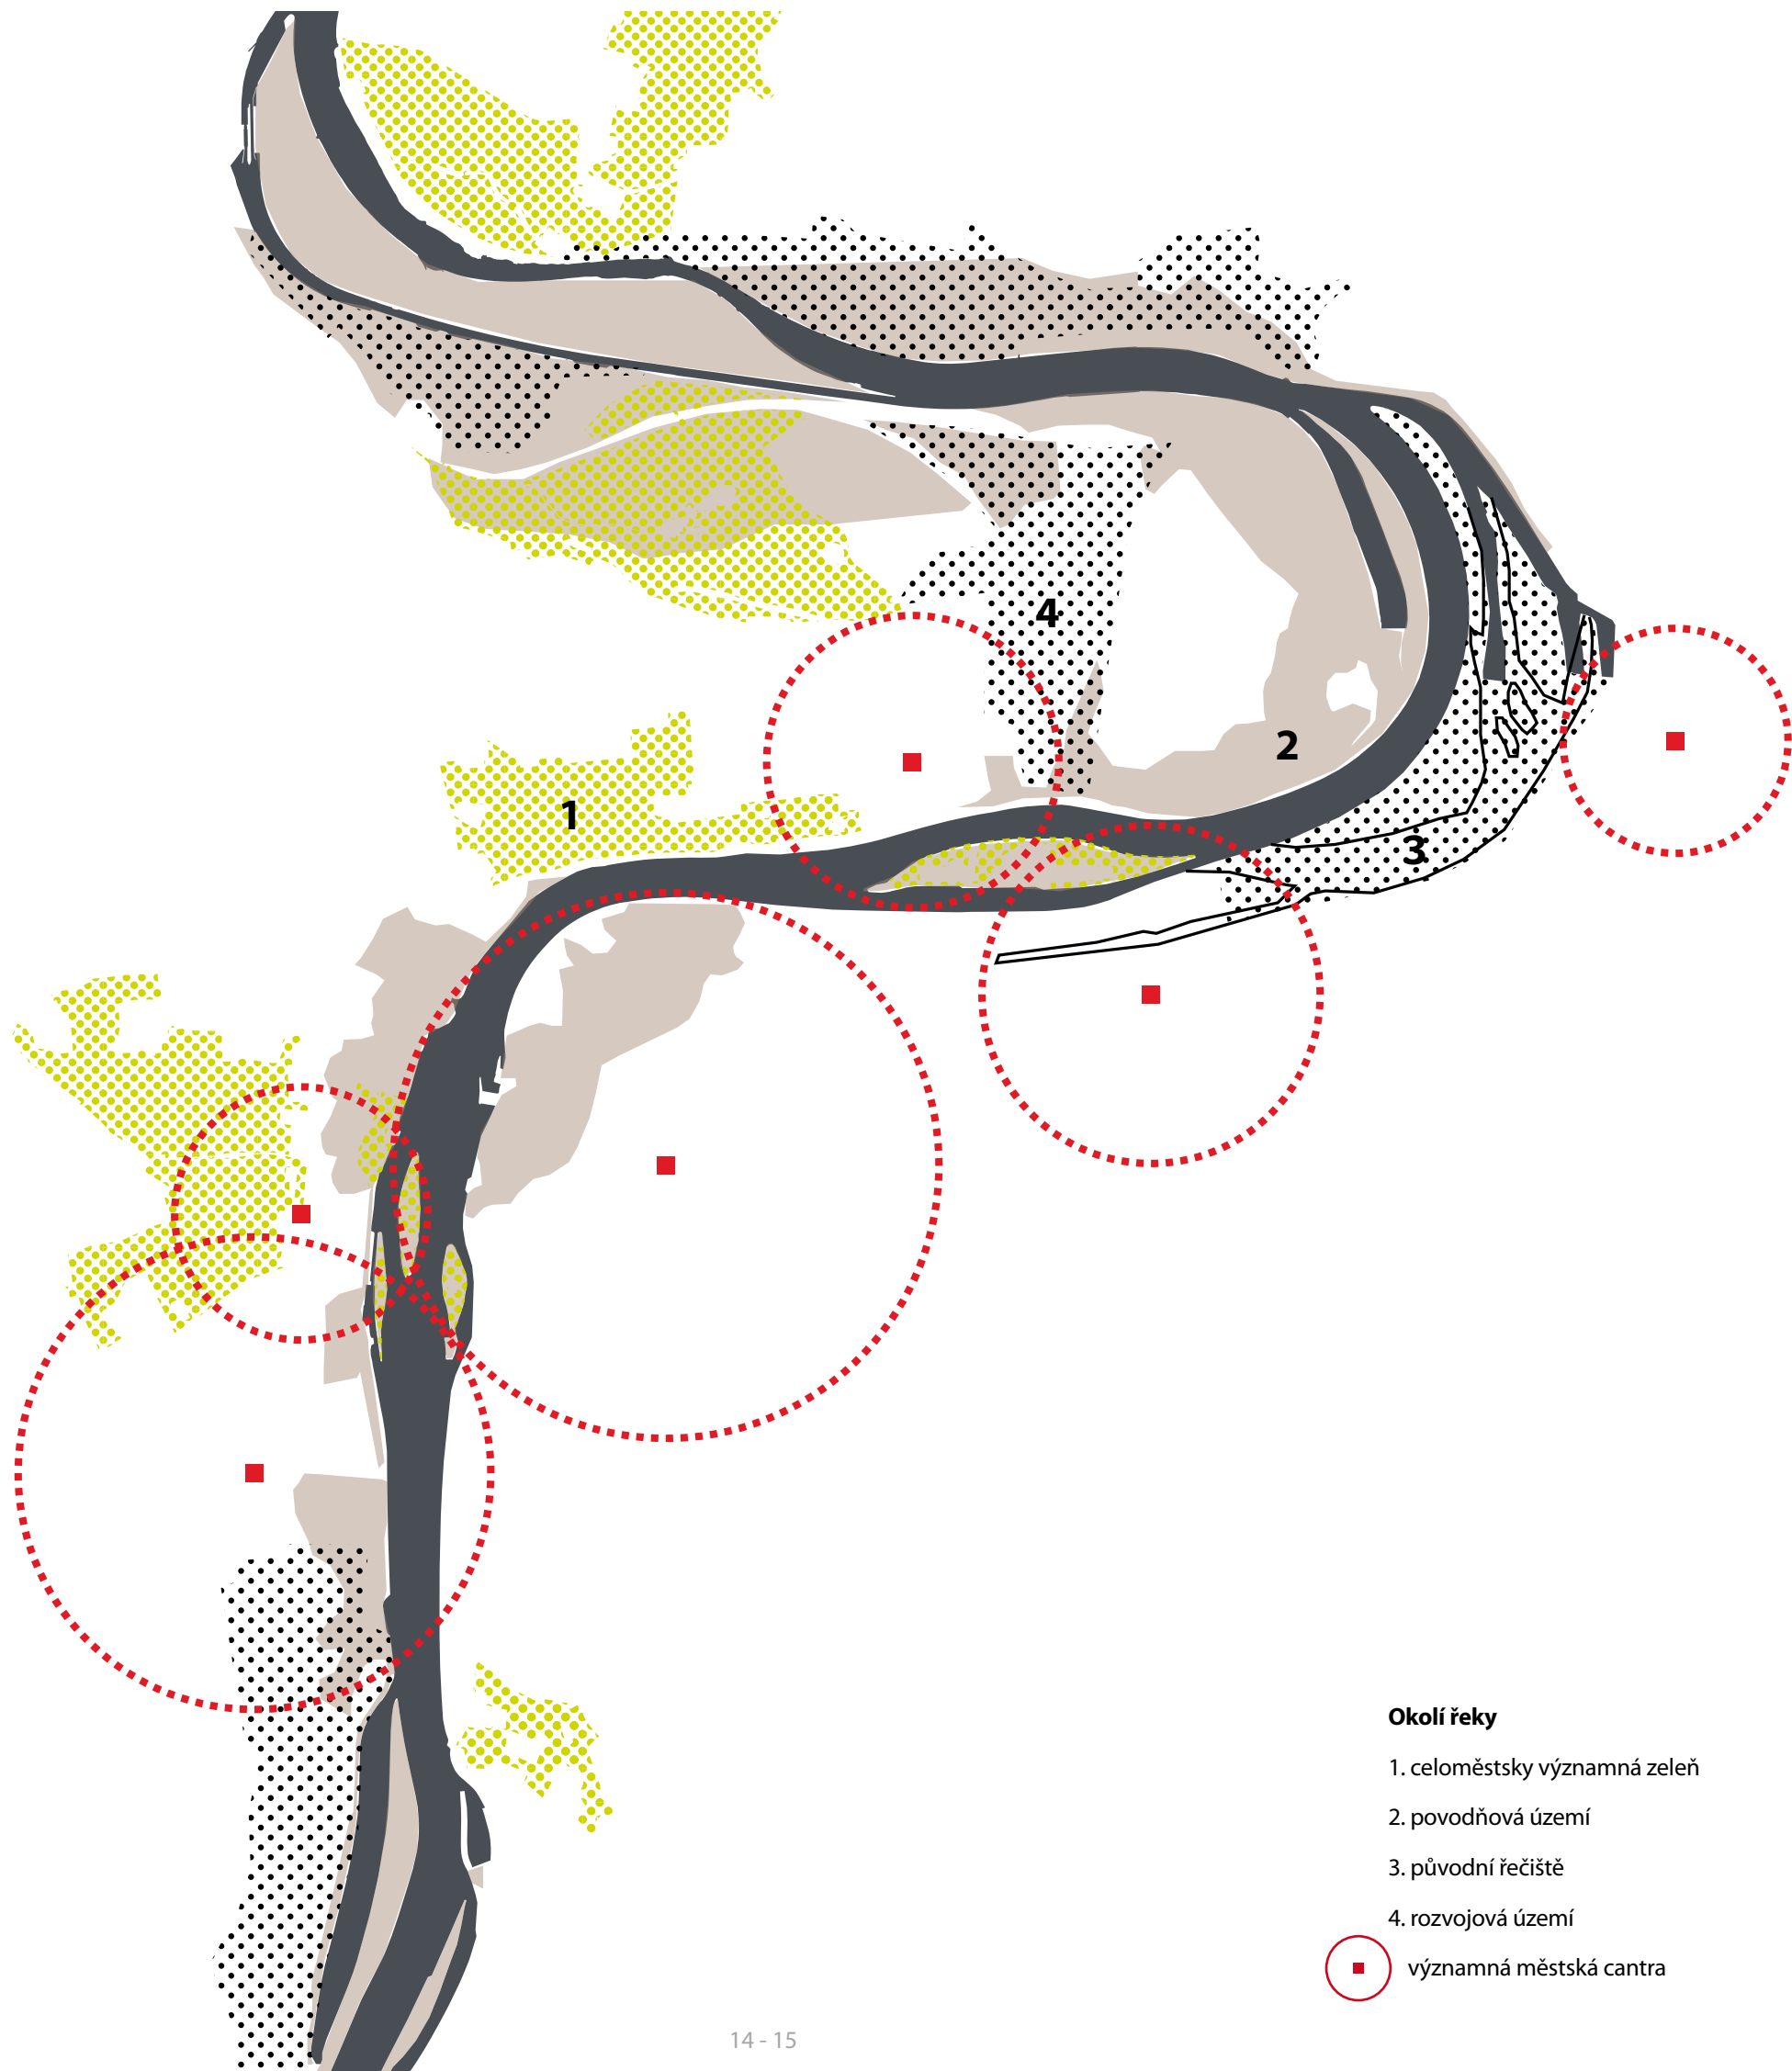 4
2
1
3
Okolí řeky
1. celoměstsky významná zeleň
2. povodňová území
3. původní řečiště
4. rozvojová území
významná městská cantra
14 - 15